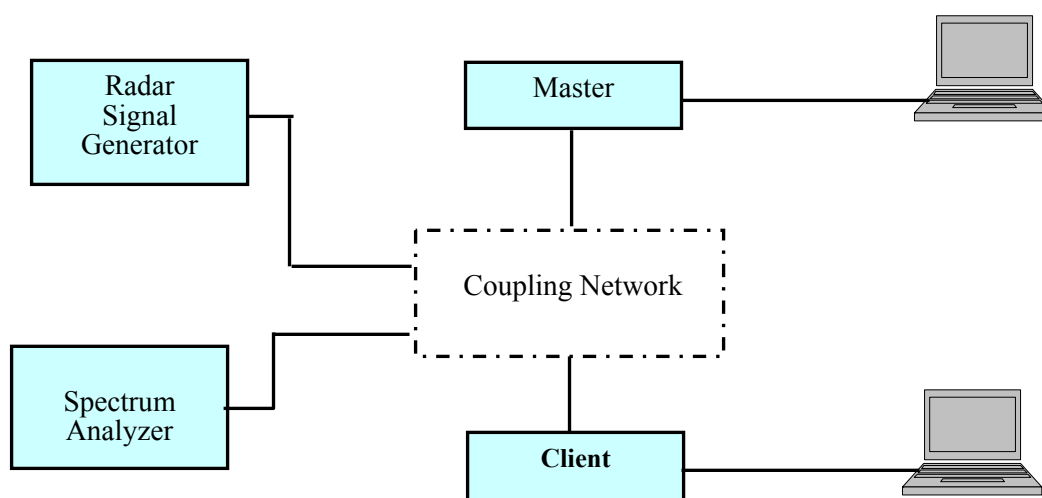 Radar
Signal
Generator
Master
Coupling Network
Spectrum
Analyzer
Client